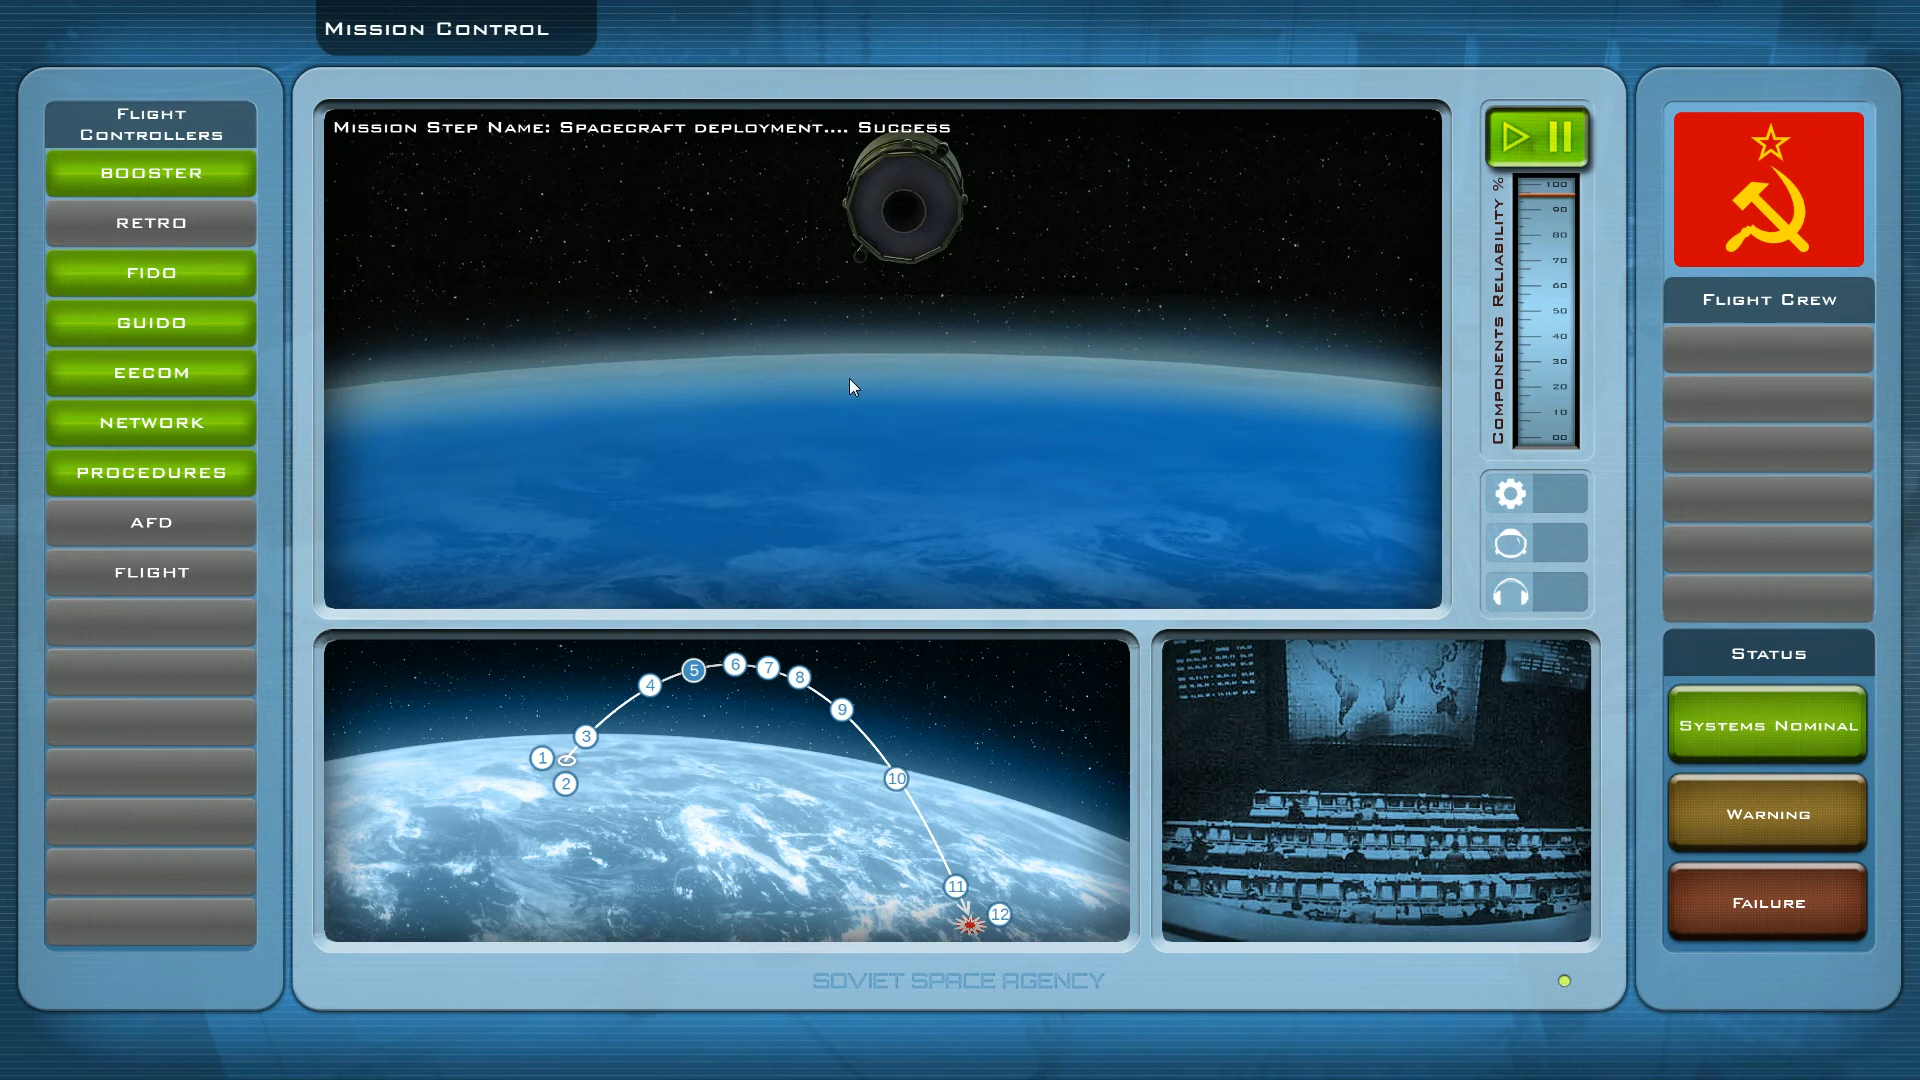 Mission Control
Flight
Controllers
BOOSTER
RETRO
FIDO
GUIDO
EECOM
NETWORK
PROCEDURES
AFD
FLIGHT
Mission Step Name: Spacecraft deployment.... Success
Components Reliability %
100
90
80
70
60
50
40
30
20
10
00
1
2
3
4
5
6
7
8
9
10
11
12
SOVIET SPACE AGENCY
Flight Crew
Status
Systems Nominal
Warning
Failure